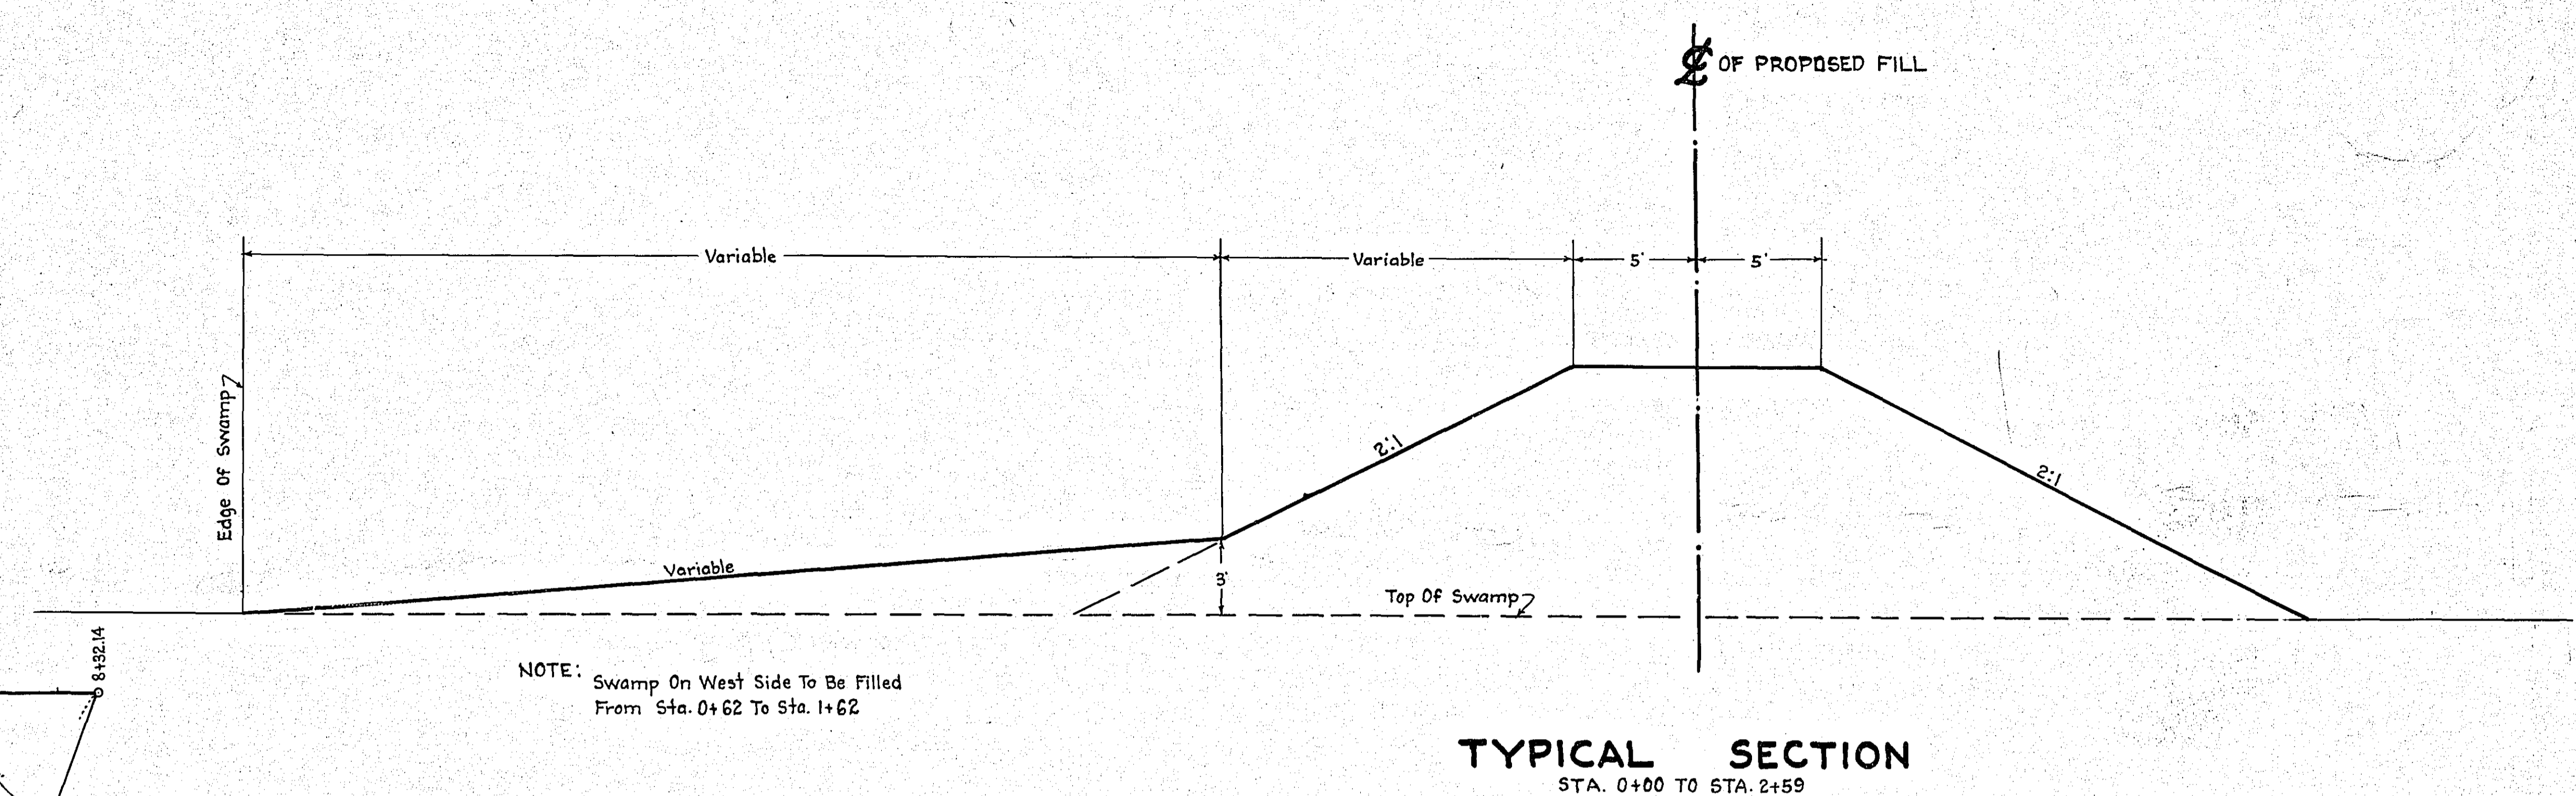 ℄ OF PROPOSED FILL
Variable
Variable
5'
5'
Edge Of Swamp
2:1
2:1
Variable
3'
Top Of Swamp
8+32.14
NOTE: Swamp On West Side To Be Filled
From Sta. 0+62 To Sta. 1+62
TYPICAL SECTION
STA. 0+00 TO STA. 2+59